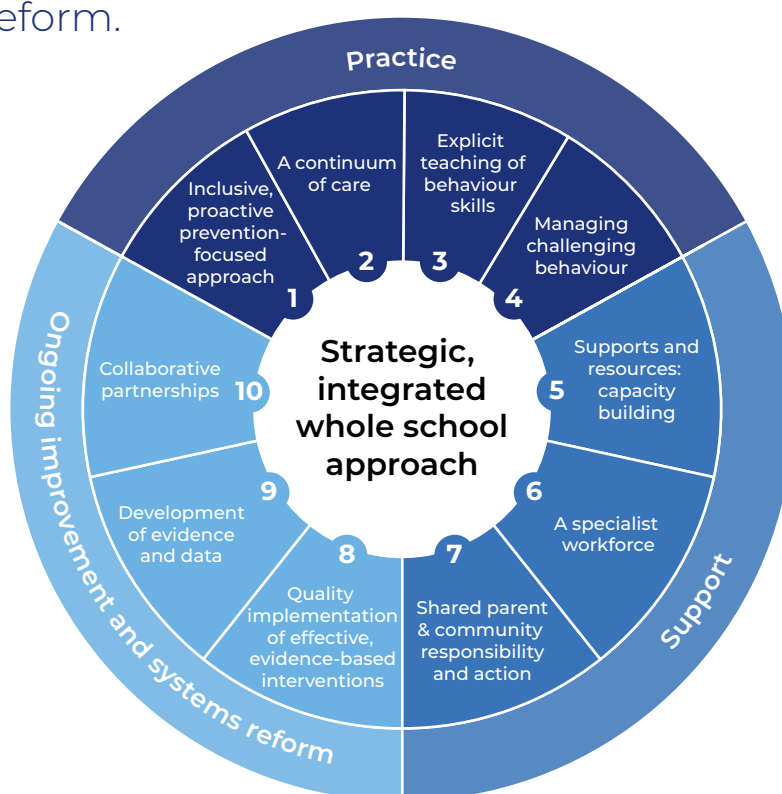 eform.
Practice
Inclusive,
proactive
prevention-
focused
approach
1
A continuum
of care
2
Explicit
teaching of
behaviour
skills
3
Managing
challenging
behaviour
4
Supports and
resources:
capacity
building
5
A specialist
workforce
6
Shared parent
& community
responsibility
and action
7
Quality
implementation
of effective,
evidence-based
interventions
8
Development
of evidence
and data
9
Collaborative
partnerships
10
Strategic,
integrated
whole school
approach
Support
Ongoing improvement and systems reform